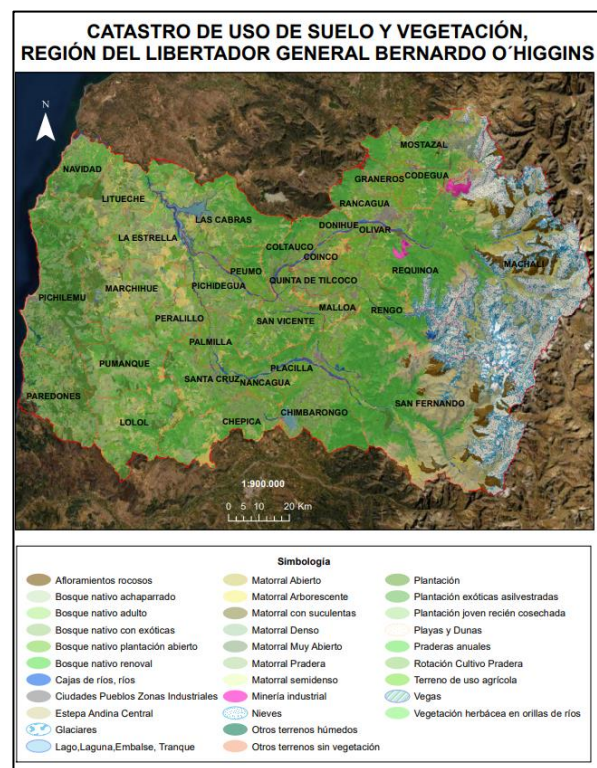 CATASTRO DE USO DE SUELO Y VEGETACIÓN,
REGIÓN DEL LIBERTADOR GENERAL BERNARDO O´HIGGINS
N
MOSTAZAL
NAVIDAD
GRANEROS
CODEGUA
LITUECHE
RANCAGUA
LAS CABRAS
DONIHUE
OLIVAR
LA ESTRELLA
COLTAUCO
COINCO
MACHALI
PEUMO
REQUINOA
QUINTA DE TILCOCO
PICHILEMU
MARCHIHUE
PICHIDEGUA
MALLOA
RENGO
PERALILLO
SAN VICENTE
PALMILLA
PUMANQUE
PLACILLA
SANTA CRUZ
NANCAGUA
PAREDONES
SAN FERNANDO
CHIMBARONGO
LOLOL
CHEPICA
1:900.000
0 5 10 20 Km
Simbología
Afloramientos rocosos
Bosque nativo achaparrado
Bosque nativo adulto
Bosque nativo con exóticas
Bosque nativo plantación abierto
Bosque nativo renoval
Cajas de ríos, ríos
Ciudades Pueblos Zonas Industriales
Estepa Andina Central
Glaciares
Lago,Laguna,Embalse, Tranque
Matorral Abierto
Matorral Arborescente
Matorral con suculentas
Matorral Denso
Matorral Muy Abierto
Matorral Pradera
Matorral semidenso
Minería industrial
Nieves
Otros terrenos húmedos
Otros terrenos sin vegetación
Plantación
Plantación exóticas asilvestradas
Plantación joven recién cosechada
Playas y Dunas
Praderas anuales
Rotación Cultivo Pradera
Terreno de uso agrícola
Vegas
Vegetación herbácea en orillas de ríos